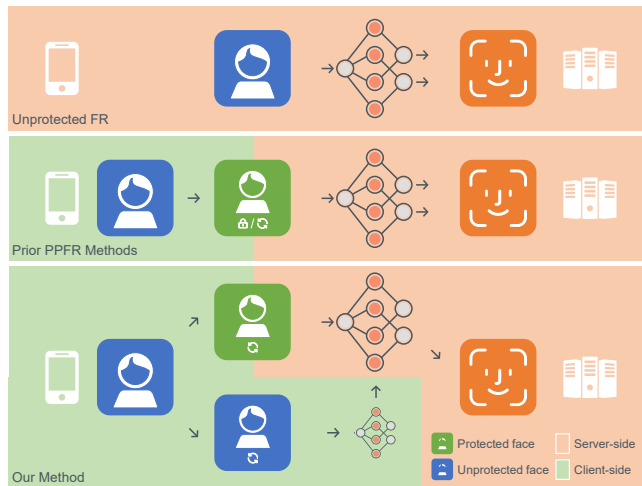 Unprotected FR
Prior PPFR Methods
Our Method
/
Protected face
Server-side
Unprotected face
Client-side